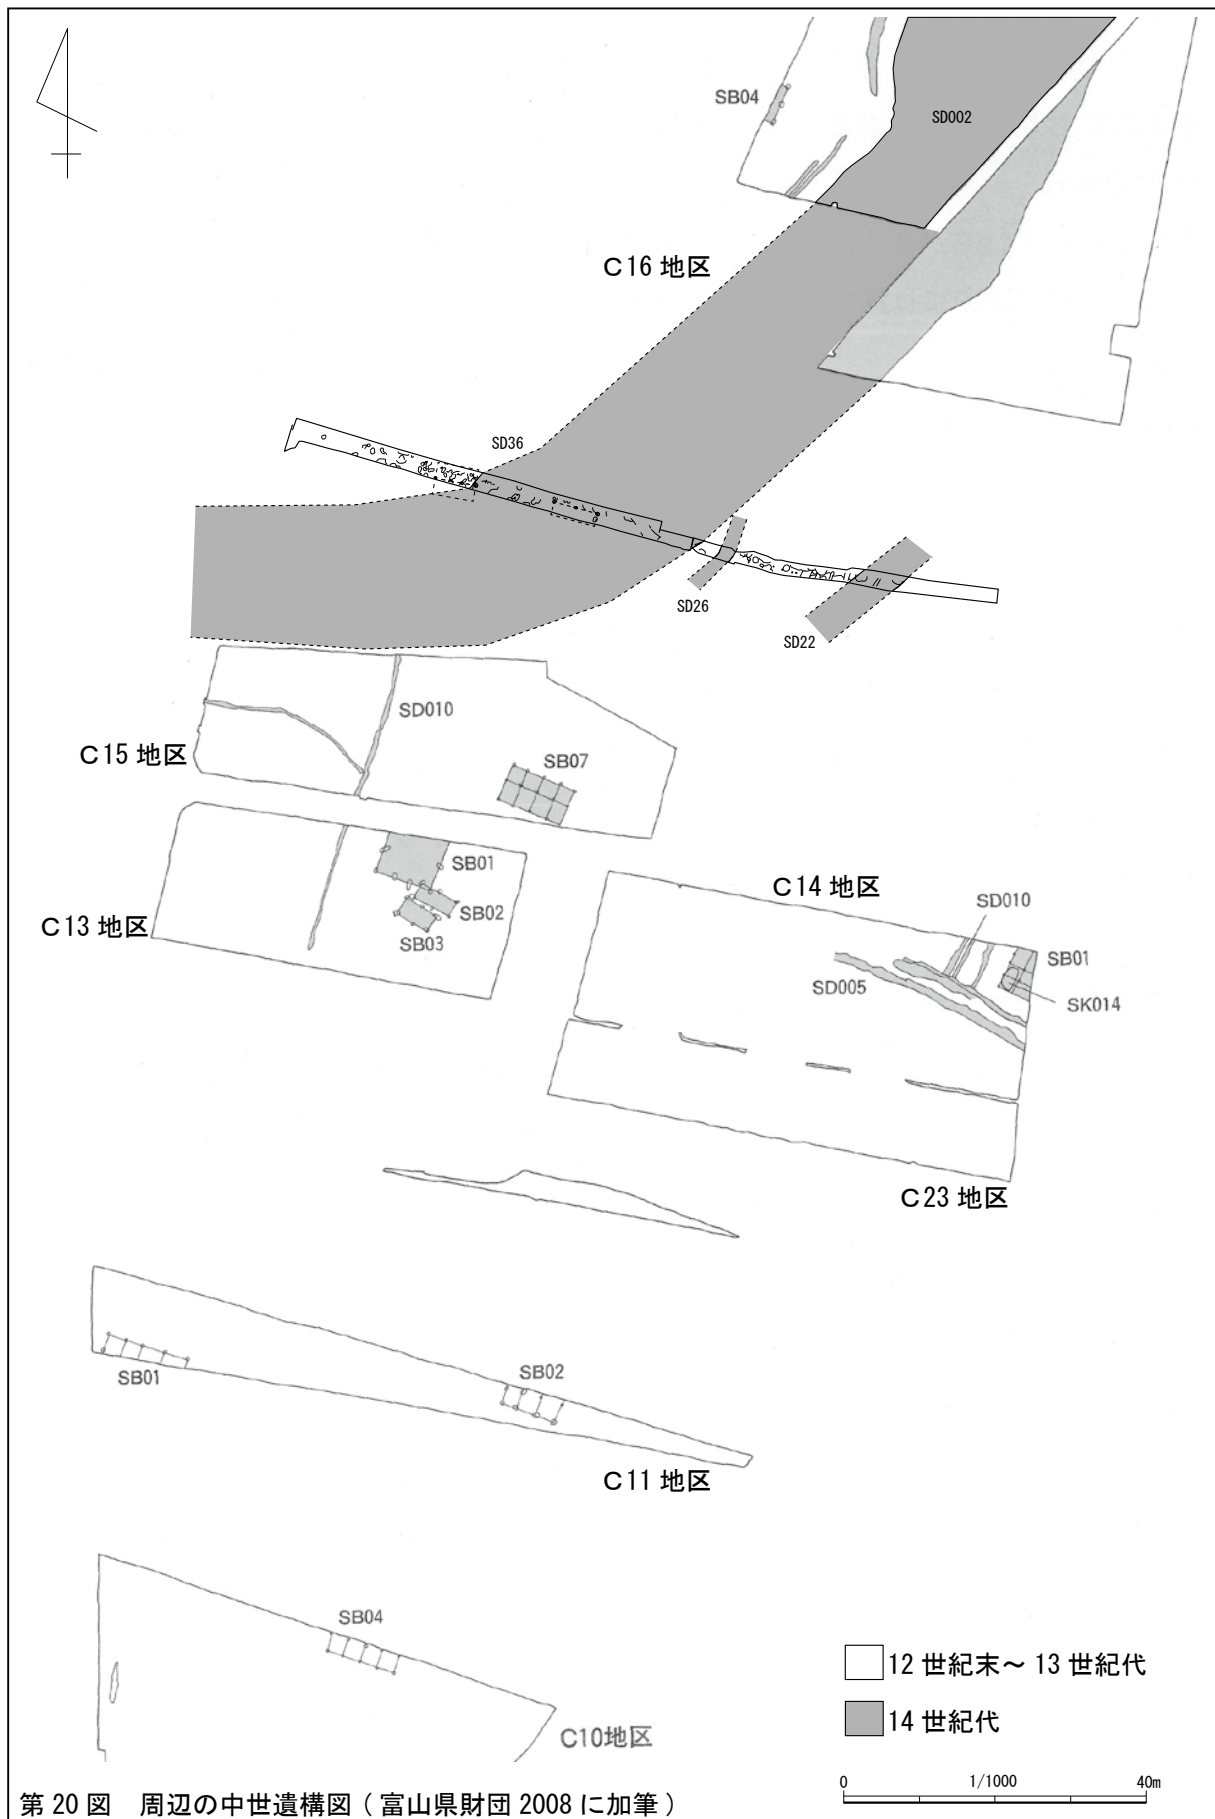 SB04
SD002
C16 地区
SD36
SD26
SD22
SD010
C15 地区
SB07
SB01
C14 地区
SD010
C13 地区
SB02
SB03
SB01
SD005
SK014
C23 地区
SB01
SB02
C11 地区
SB04
12 世紀末～ 13 世紀代
14 世紀代
C10地区
0 1/1000 40m
第 20 図 周辺の中世遺構図 ( 富山県財団 2008 に加筆 )